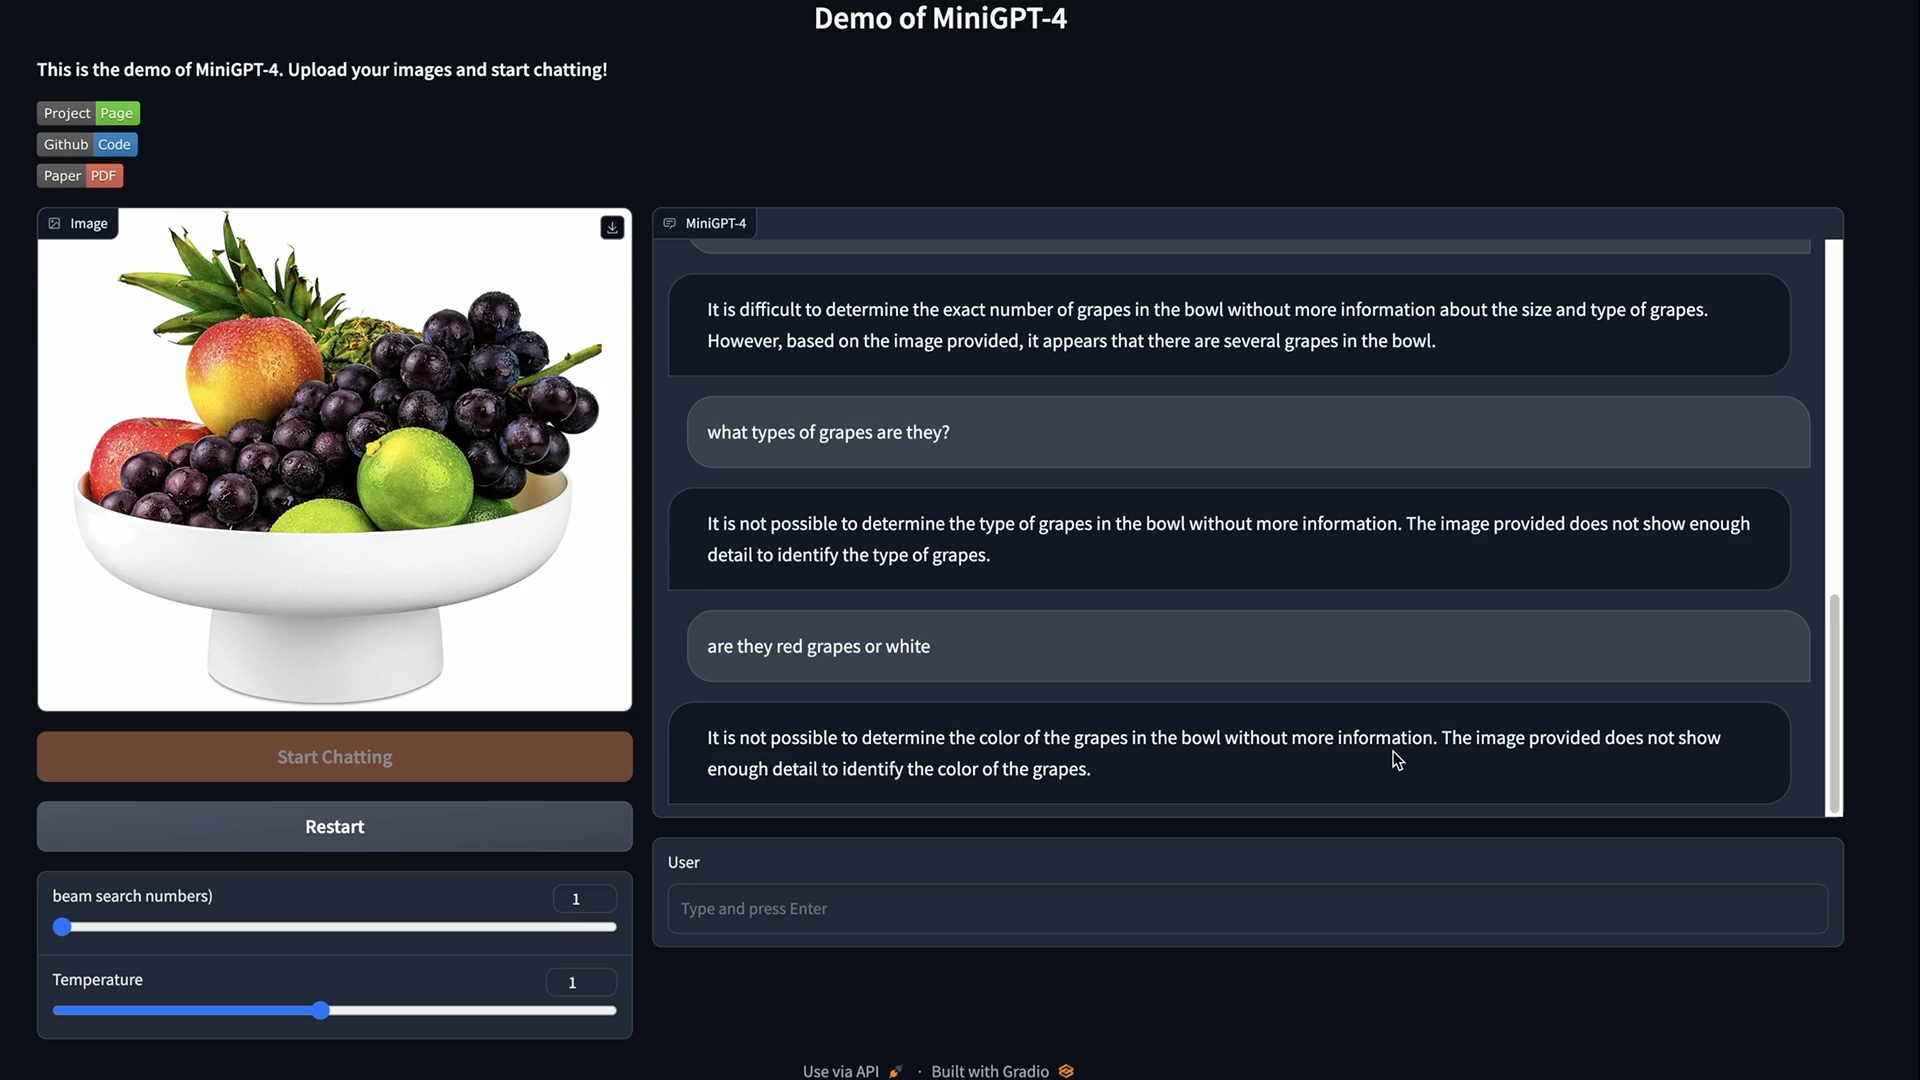 Demo of MiniGPT-4
This is the demo of MiniGPT-4. Upload your images and start chatting!
Project Page
Github Code
Paper PDF
Image
MiniGPT-4
It is difficult to determine the exact number of grapes in the bowl without more information about the size and type of grapes.
However, based on the image provided, it appears that there are several grapes in the bowl.
what types of grapes are they?
It is not possible to determine the type of grapes in the bowl without more information. The image provided does not show enough
detail to identify the type of grapes.
are they red grapes or white
It is not possible to determine the color of the grapes in the bowl without more information. The image provided does not show
enough detail to identify the color of the grapes.
Start Chatting
Restart
beam search numbers)
1
Temperature
1
User
Type and press Enter
Use via API · Built with Gradio